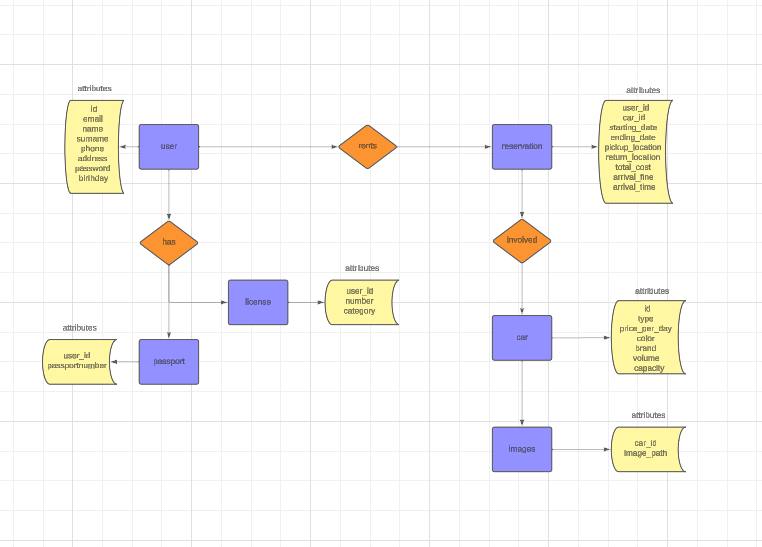 attributes
id
email
name
surname
phone
address
password
birthday
user
rents
reservation
attributes
user_id
car_id
starting_date
ending_date
pickup_location
return_location
total_cost
arrival_fine
arrival_time
has
involved
license
attributes
user_id
number
category
attributes
user_id
passportnumber
passport
car
attributes
id
type
price_per_day
color
brand
volume
capacity
images
attributes
car_id
image_path